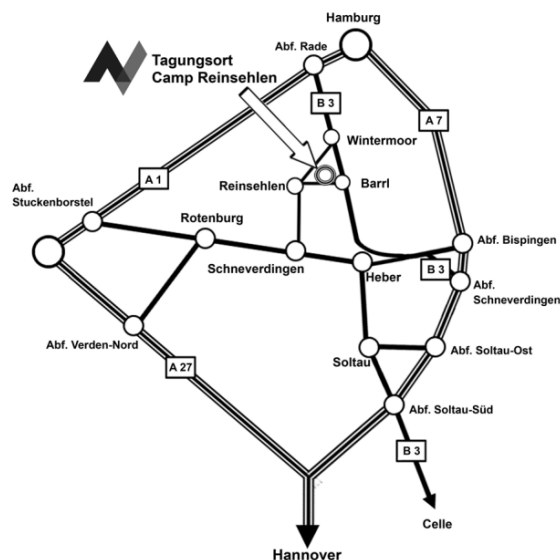 Hamburg
Abf. Rade
Tagungsort
Camp Reinsehlen
B 3
A 7
Wintermoor
A 1
Reinsehlen
Barrl
Abf.
Stuckenborstel
Rotenburg
Abf. Bispingen
Schneverdingen
Heber
B 3
Abf.
Schneverdingen
Abf. Verden-Nord
Soltau
Abf. Soltau-Ost
A 27
Abf. Soltau-Süd
B 3
Celle
Hannover